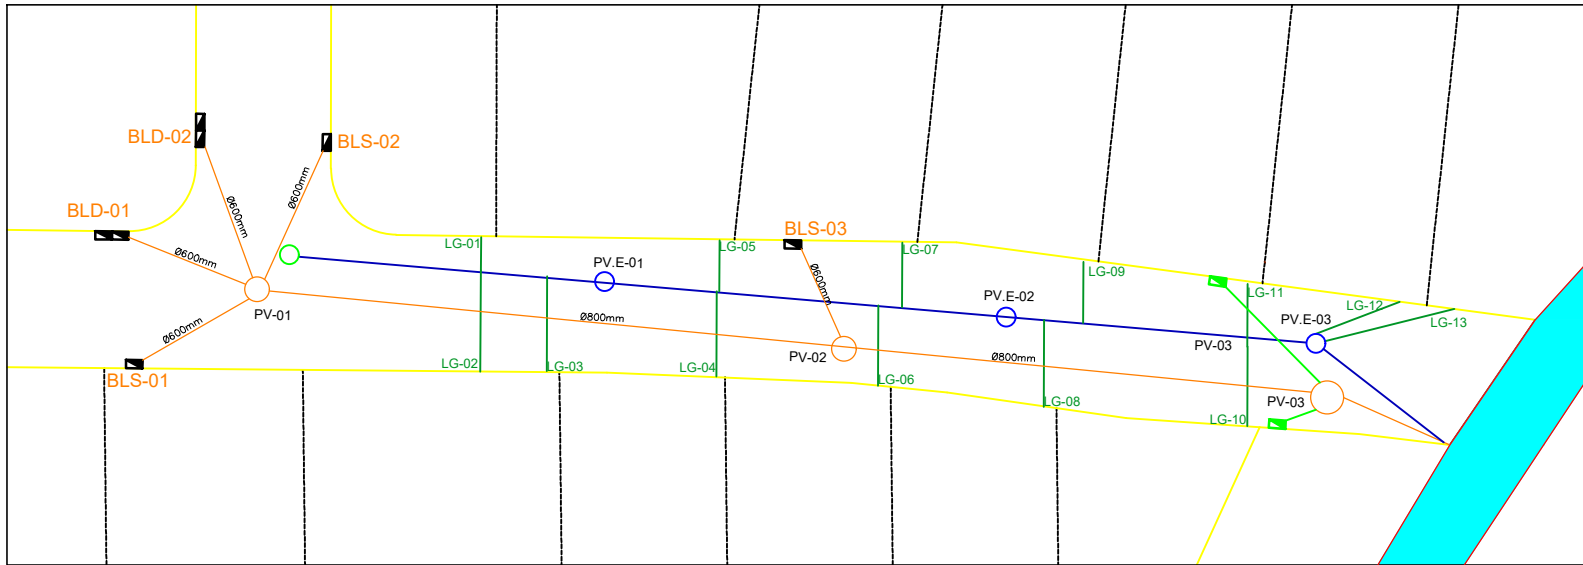 BLD-02
BLS-02
Ø600mm
Ø600mm
BLD-01
Ø600mm
BLS-03
LG-01
LG-05
LG-07
PV.E-01
Ø600mm
LG-09
LG-11
PV.E-02
LG-12
PV.E-03
LG-13
PV-01
Ø800mm
Ø600mm
PV-02
Ø800mm
PV-03
LG-02
LG-03
LG-04
LG-06
BLS-01
LG-08
PV-03
LG-10